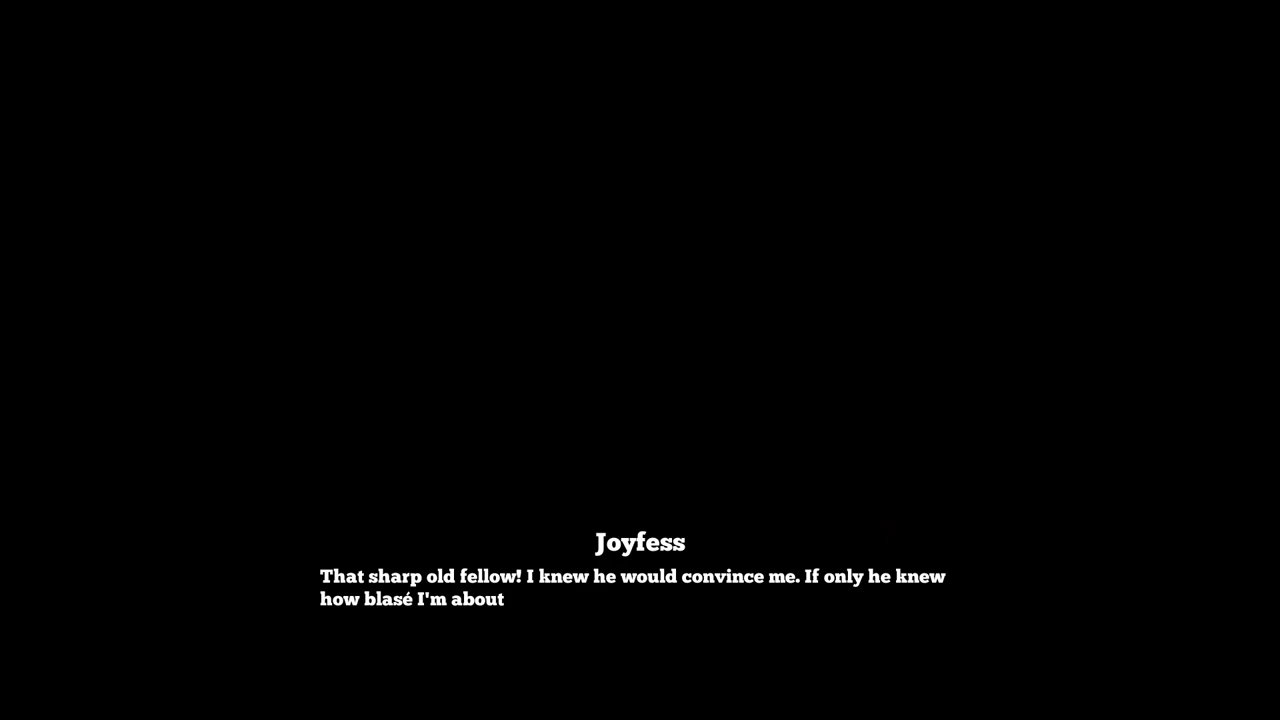 Joyfess
That sharp old fellow! I knew he would convince me. If only he knew
how blasé I'm about